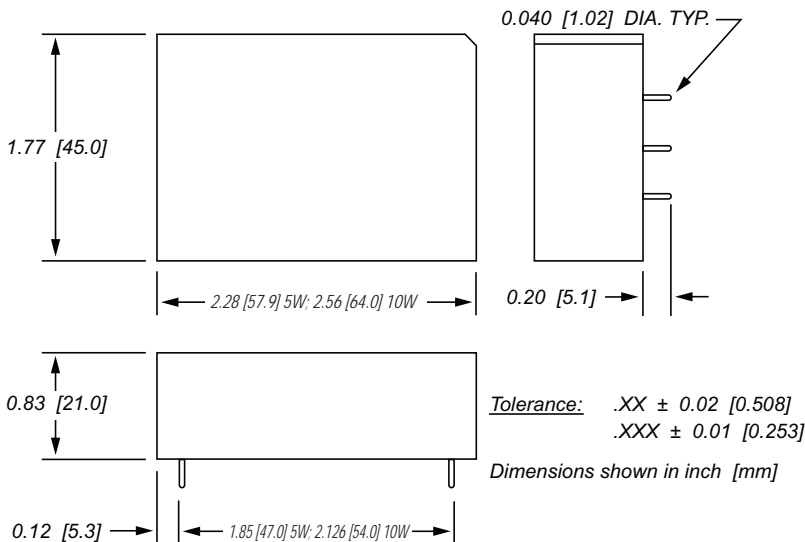 0.040 [1.02] DIA. TYP.
1.77 [45.0]
2.28 [57.9] 5W; 2.56 [64.0] 10W
0.20 [5.1]
0.83 [21.0]
Tolerance: .XX ± 0.02 [0.508]
.XXX ± 0.01 [0.253]
Dimensions shown in inch [mm]
0.12 [5.3]
1.85 [47.0] 5W; 2.126 [54.0] 10W